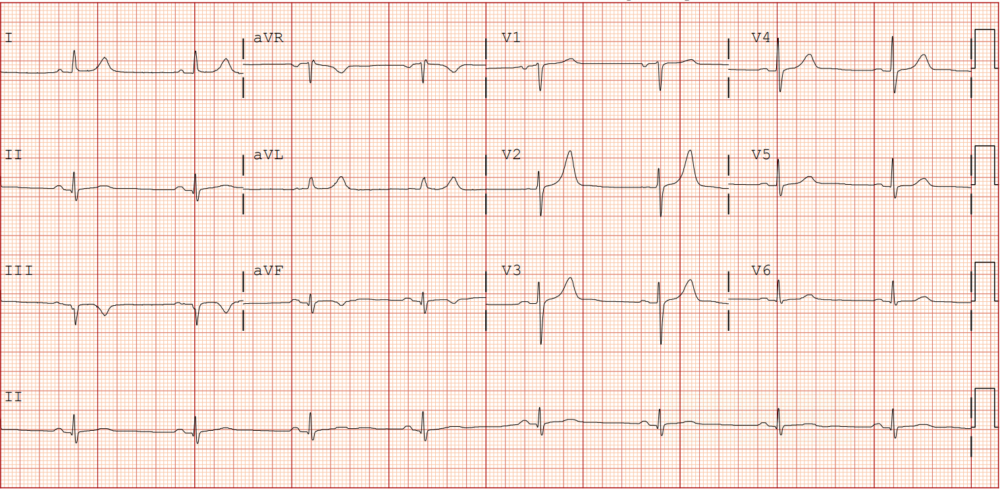 I aVR V1 V4
II aVL V2 V5
III aVF V3 V6
II